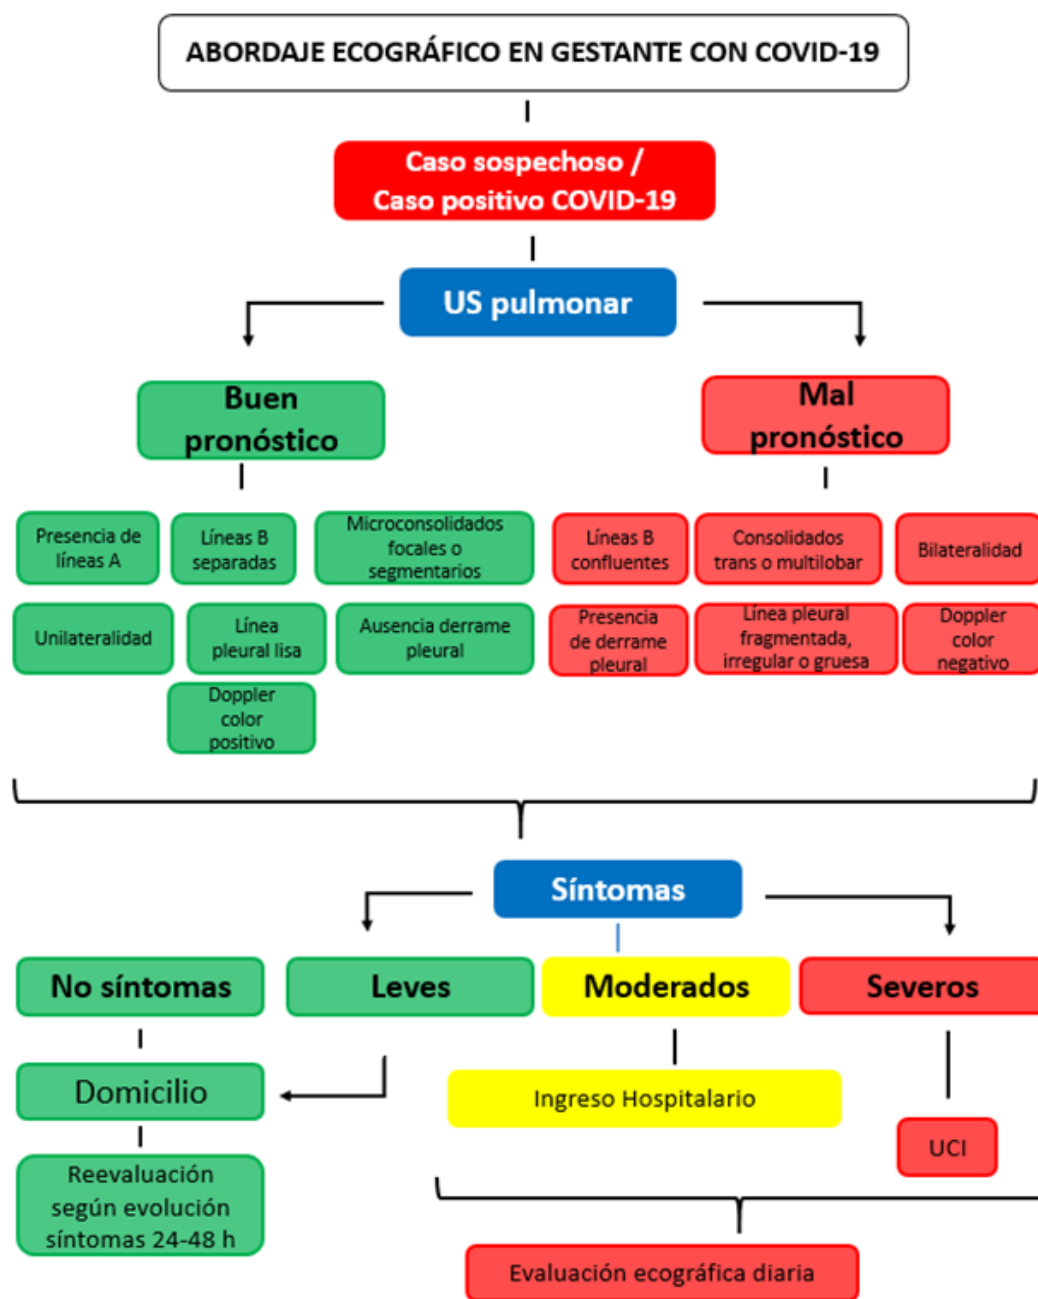 ABORDAJE ECOGRÁFICO EN GESTANTE CON COVID-19
Caso sospechoso /
Caso positivo COVID-19
US pulmonar
Buen
pronóstico
Mal
pronóstico
Presencia de
líneas A
Líneas B
separadas
Microconsolidados
focales o
segmentarios
Líneas B
confluentes
Consolidados
trans o multilobar
Bilateralidad
Unilateralidad
Línea
pleural lisa
Ausencia derrame
pleural
Presencia
de derrame
pleural
Línea pleural
fragmentada,
irregular o gruesa
Doppler
color
negativo
Doppler
color
positivo
Síntomas
No síntomas
Leves
Moderados
Severos
Domicilio
Ingreso Hospitalario
UCI
Reevaluación
según evolución
síntomas 24-48 h
Evaluación ecográfica diaria